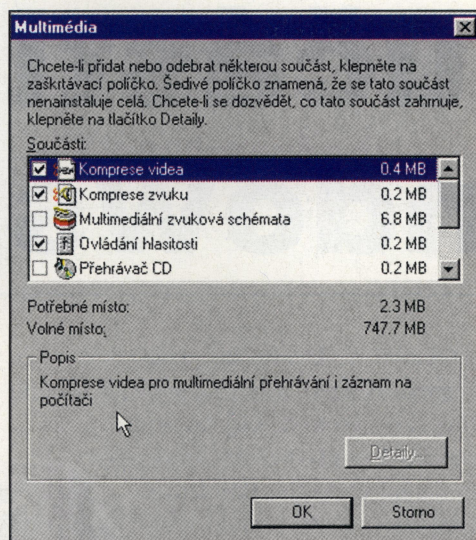 Multimédia
Chcete-li přidat nebo odebrat některou součást, klepněte na
zaškrtávací políčko. Šedivé políčko znamená, že se tato součást
nenainstaluje celá. Chcete-li se dozvědět, co tato součást zahrnuje,
klepněte na tlačítko Detaily.
Součásti:
Komprese videa 0.4 MB
Komprese zvuku 0.2 MB
Multimediální zvuková schémata 6.8 MB
Ovládání hlasitosti 0.2 MB
Přehrávač CD 0.2 MB
Potřebné místo: 2.3 MB
Volné místo: 747.7 MB
Popis
Komprese videa pro multimediální přehrávání i záznam na
počítači
Detaily...
OK Storno